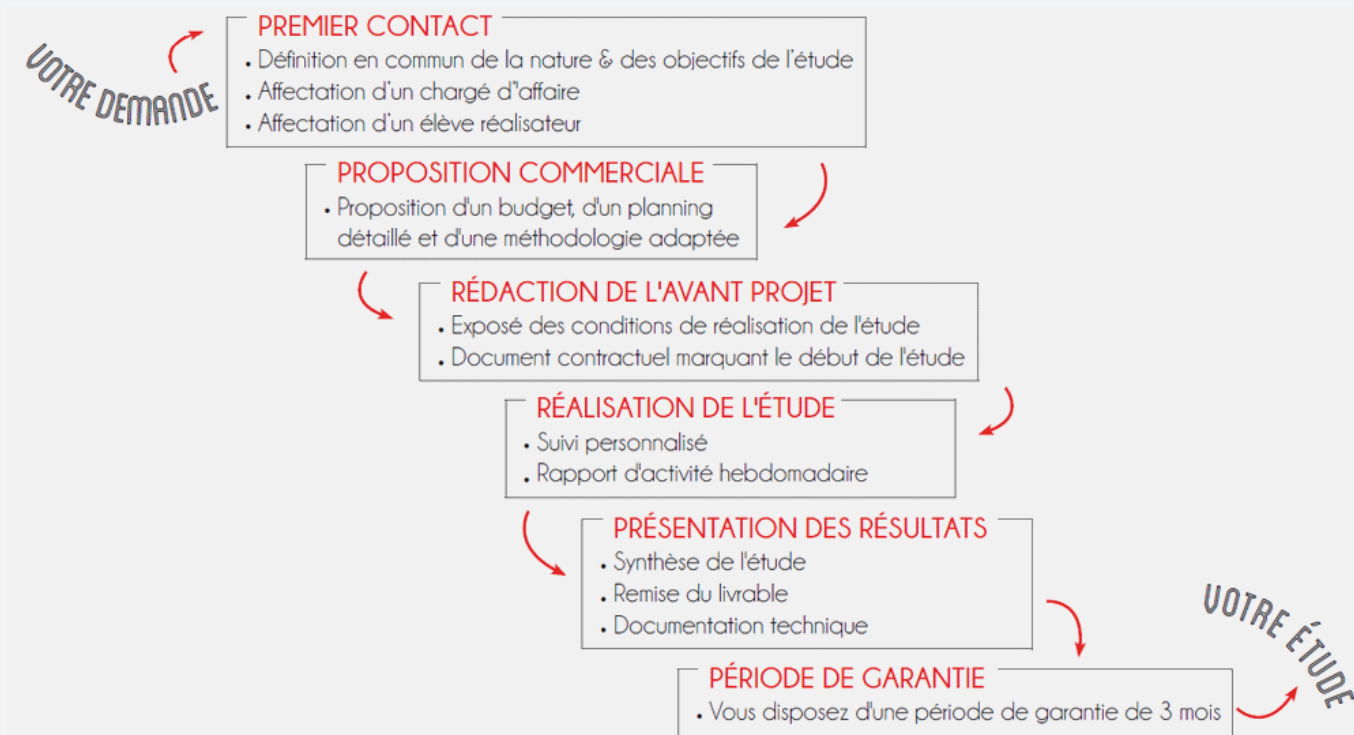 VOTRE DEMANDE
PREMIER CONTACT
• Définition en commun de la nature & des objectifs de l'étude
• Affectation d'un chargé d''affaire
• Affectation d'un élève réalisateur
PROPOSITION COMMERCIALE
• Proposition d'un budget, d'un planning
détaillé et d'une méthodologie adaptée
RÉDACTION DE L'AVANT PROJET
• Exposé des conditions de réalisation de l'étude
• Document contractuel marquant le début de l'étude
RÉALISATION DE L'ÉTUDE
• Suivi personnalisé
• Rapport d'activité hebdomadaire
PRÉSENTATION DES RÉSULTATS
• Synthèse de l'étude
• Remise du livrable
• Documentation technique
PÉRIODE DE GARANTIE
• Vous disposez d'une période de garantie de 3 mois
VOTRE ÉTUDE